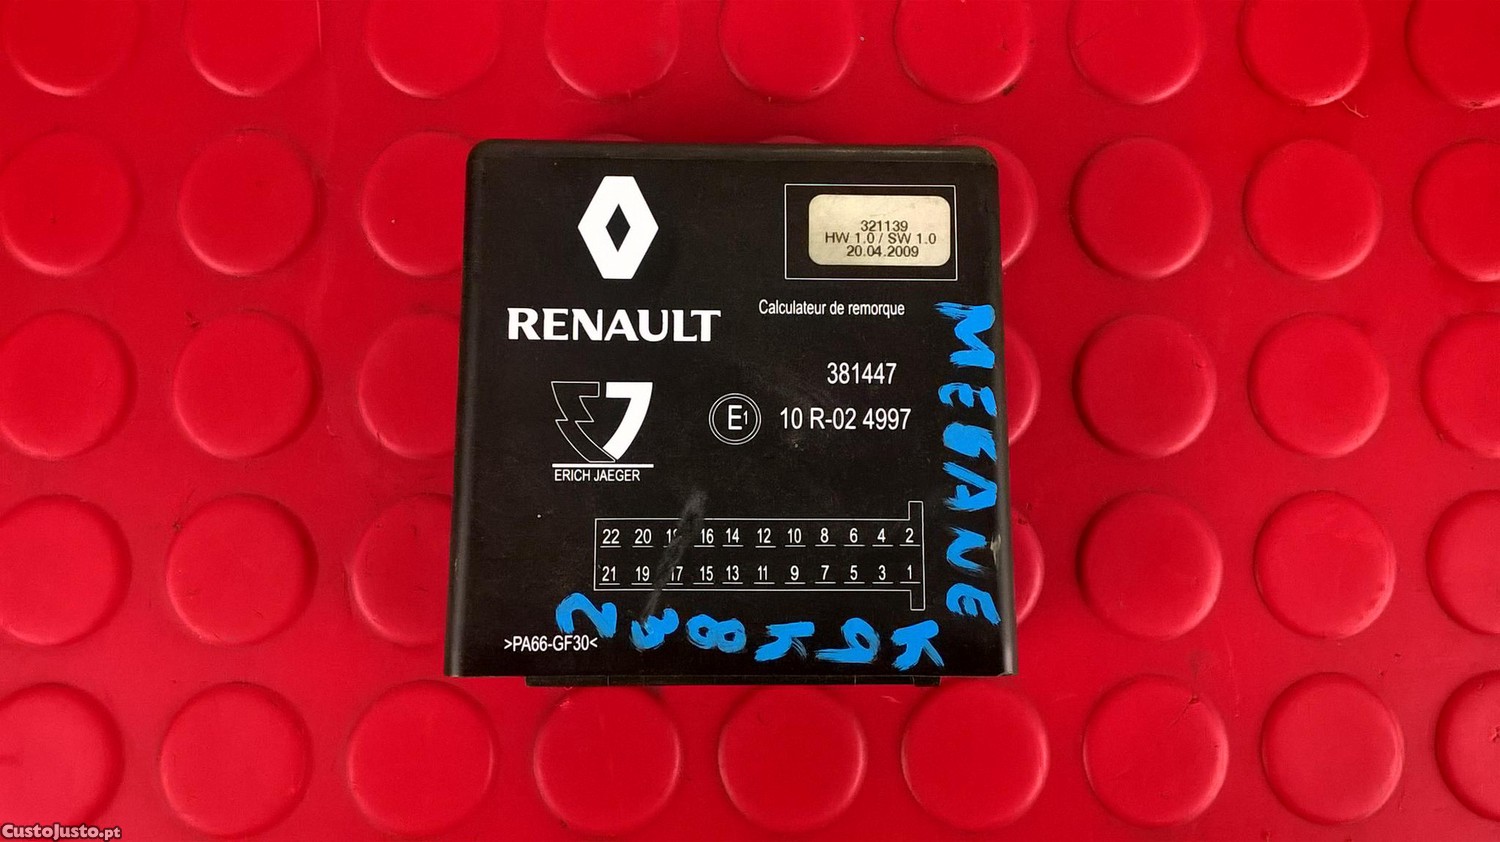 RENAULT
321139
HW 1.0 / SW 1.0
20.04.2009
Calculateur de remorque
381447
E1 10 R-02 4997
ERICH JAEGER
22 20 18 16 14 12 10 8 6 4 2
21 19 17 15 13 11 9 7 5 3 1
>PA66-GF30<
MEGANE
K9K832
CustoJusto.pt